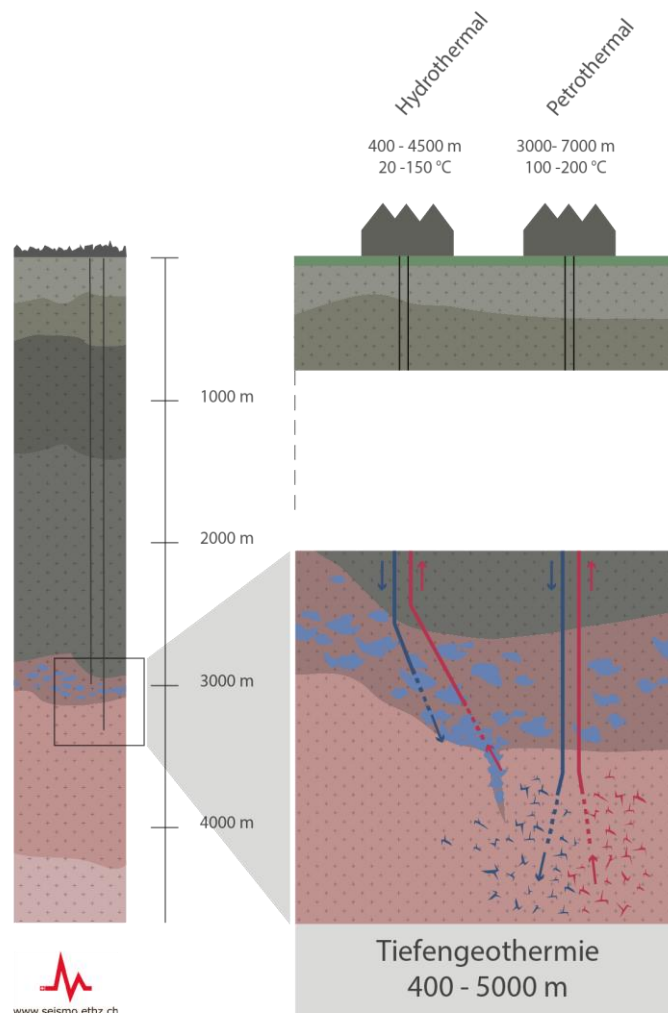 Hydrothermal
Petrothermal
400 - 4500 m
20 -150 °C
3000- 7000 m
100 -200 °C
1000 m
2000 m
3000 m
4000 m
Tiefengeothermie
400 - 5000 m
www.seismo.ethz.ch